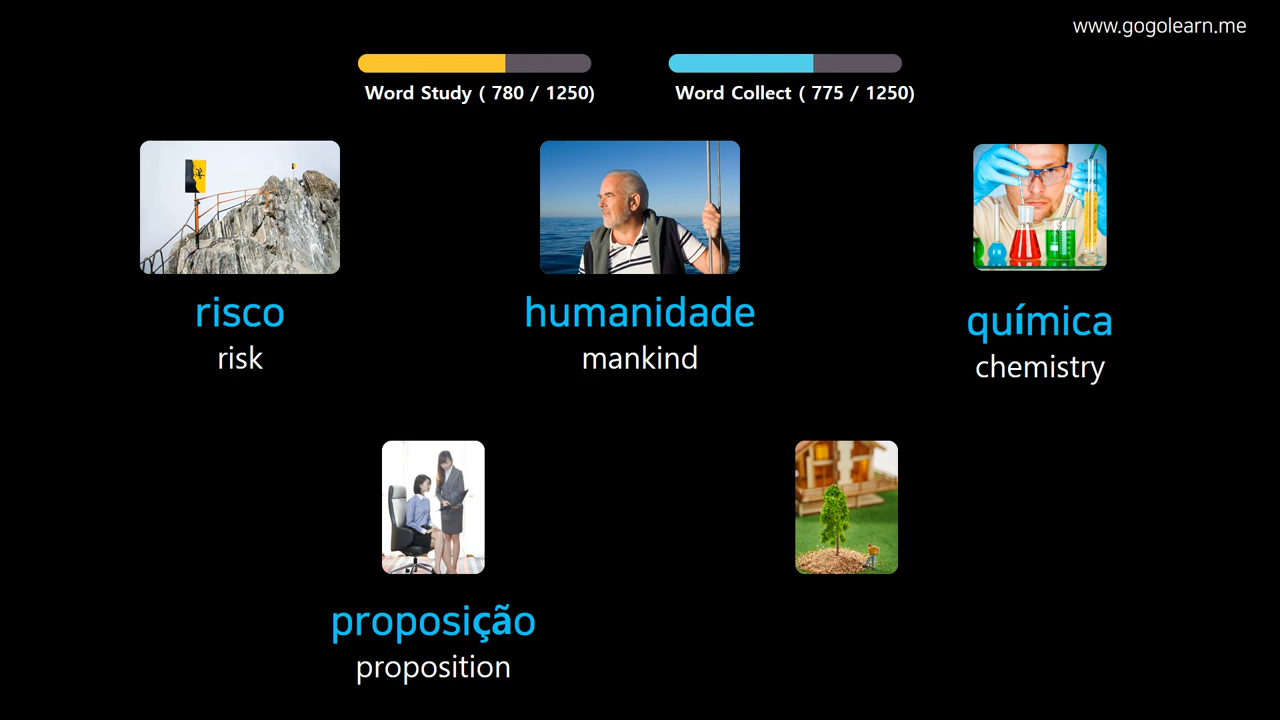 www.gogolearn.me
Word Study ( 780 / 1250)
Word Collect ( 775 / 1250)
risco
risk
humanidade
mankind
química
chemistry
proposição
proposition